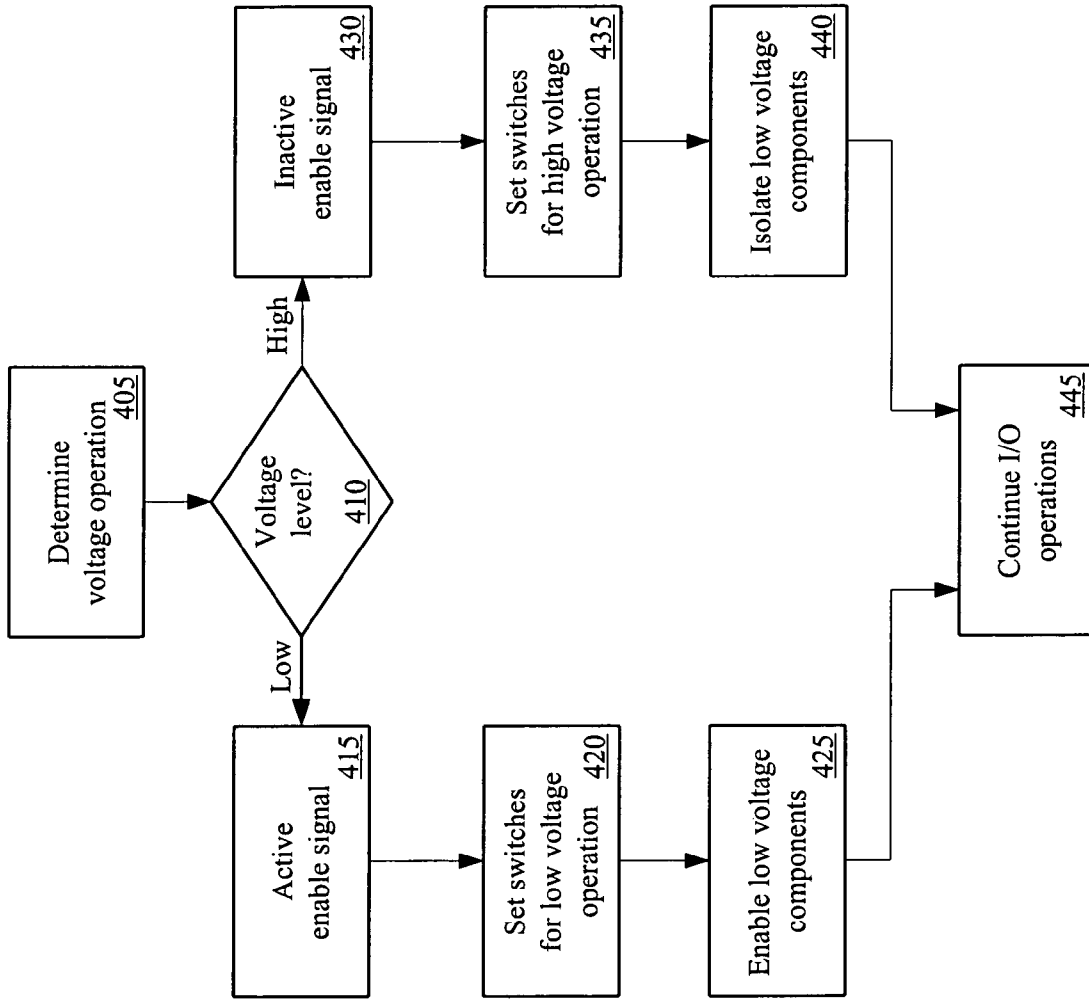 Determine
voltage operation
405
Voltage
level?
410
Low
High
Active
enable signal
415
Set switches
for low voltage
operation
420
Enable low voltage
components
425
Inactive
enable signal
430
Set switches
for high voltage
operation
435
Isolate low voltage
components
440
Continue I/O
operations
445